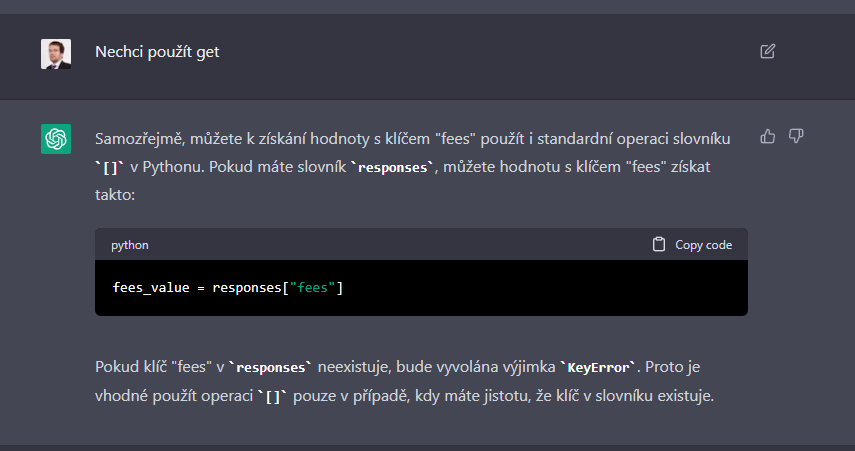 Nechci použít get
Samozřejmě, můžete k získání hodnoty s klíčem "fees" použít i standardní operaci slovníku
`[]` v Pythonu. Pokud máte slovník `responses`, můžete hodnotu s klíčem "fees" získat
takto:
python
Copy code
fees_value = responses["fees"]
Pokud klíč "fees" v `responses` neexistuje, bude vyvolána výjimka `KeyError`. Proto je
vhodné použít operaci `[]` pouze v případě, kdy máte jistotu, že klíč v slovníku existuje.